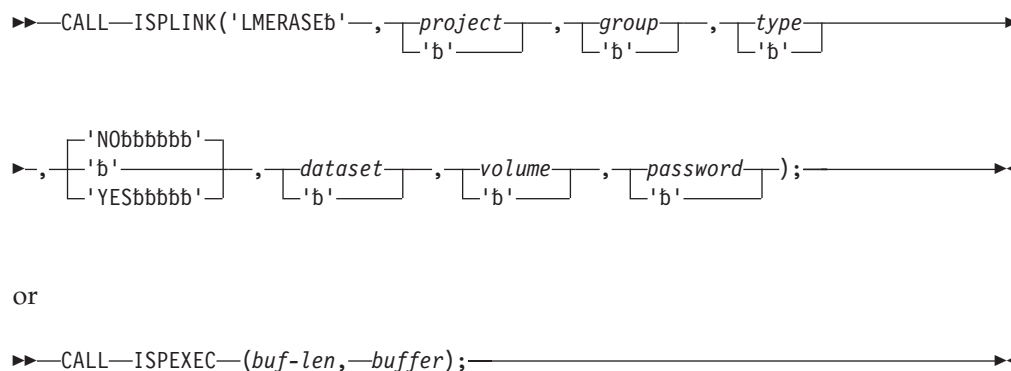 CALL ISPLINK('LMERASEƀ' , project , group , type
'ƀ' 'ƀ' 'ƀ'
'NOƀƀƀƀƀƀ'
, 'ƀ' , dataset , volume , password );
'YESƀƀƀƀƀ' 'ƀ' 'ƀ' 'ƀ'
or
CALL ISPEXEC (buf-len, buffer);